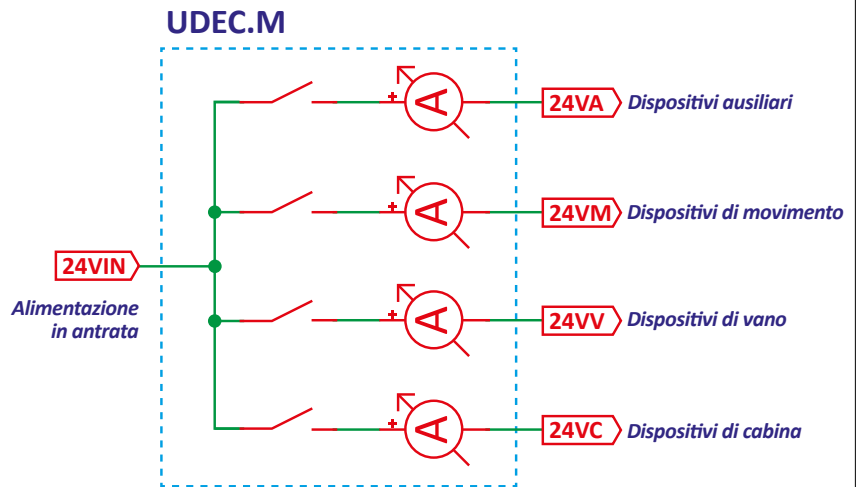 UDEC.M
A
24VA
Dispositivi ausiliari
A
24VM
Dispositivi di movimento
24VIN
Alimentazione
in antrata
A
24VV
Dispositivi di vano
A
24VC
Dispositivi di cabina